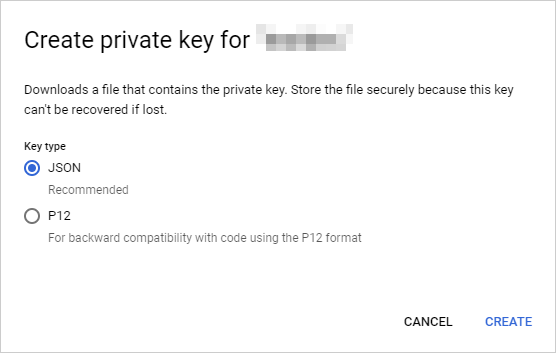 Create private key for
Downloads a file that contains the private key. Store the file securely because this key
can't be recovered if lost.
Key type
JSON
Recommended
P12
For backward compatibility with code using the P12 format
CANCEL CREATE